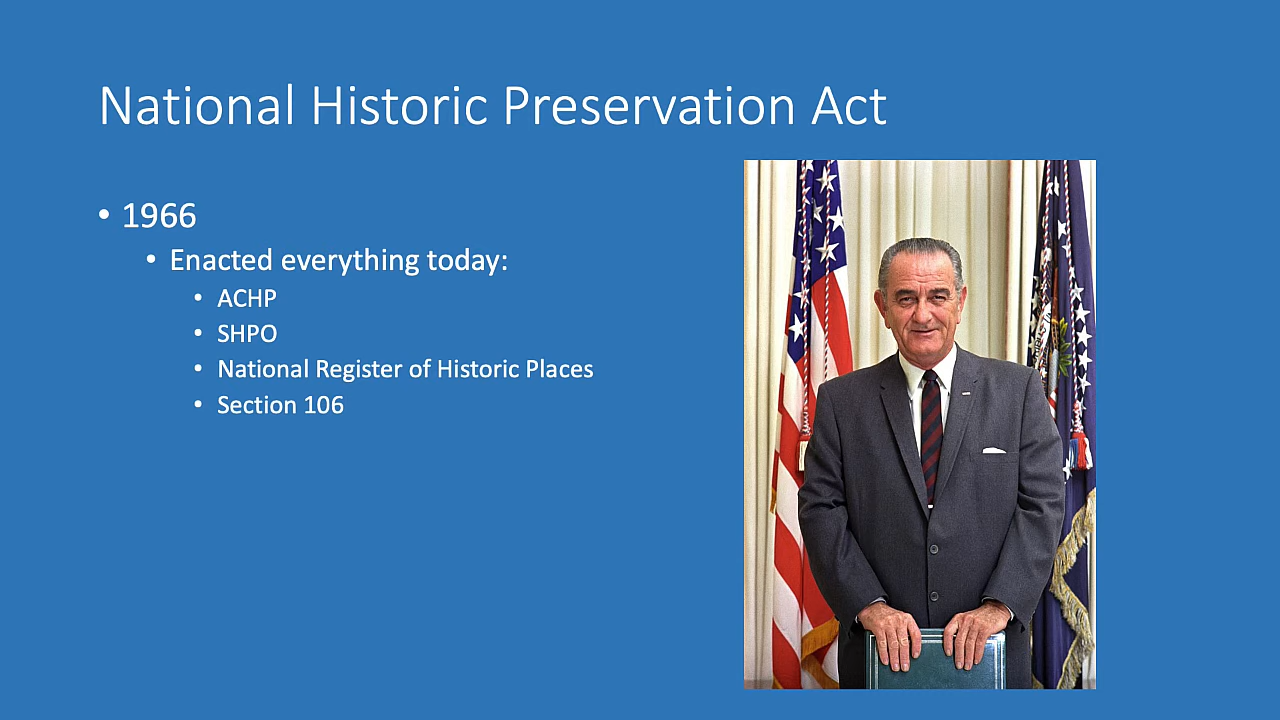 National Historic Preservation Act
• 1966
• Enacted everything today:
• ACHP
• SHPO
• National Register of Historic Places
• Section 106